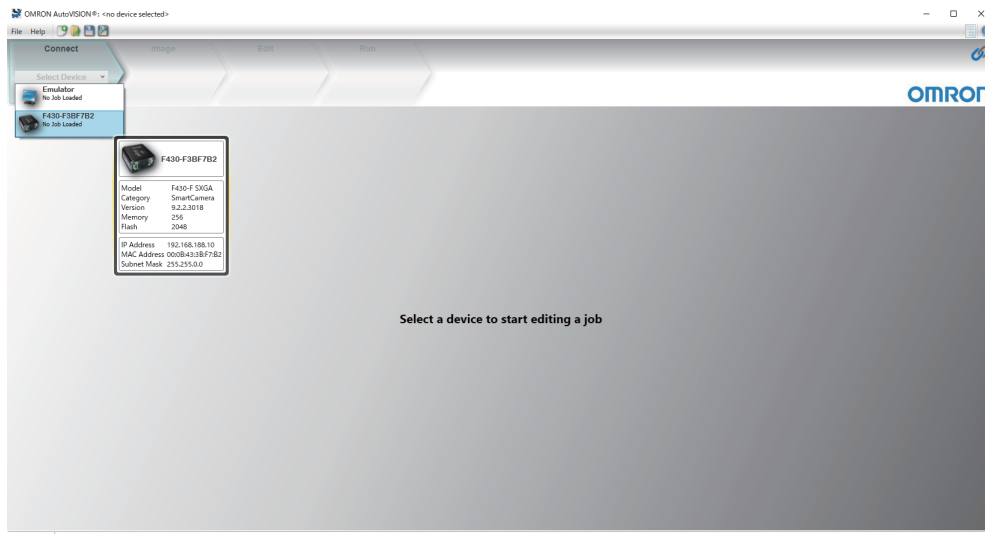 OMRON AutoVISION®: <no device selected>
File Help
Connect Image Edit Run
Select Device
OMRON
Emulator
No Job Loaded
F430-F3BF7B2
No Job Loaded
F430-F3BF7B2
Model F430-F SXGA
Category SmartCamera
Version 9.2.2.3018
Memory 256
Flash 2048
IP Address 192.168.188.10
MAC Address 00:0B:43:3B:F7:B2
Subnet Mask 255.255.0.0
Select a device to start editing a job